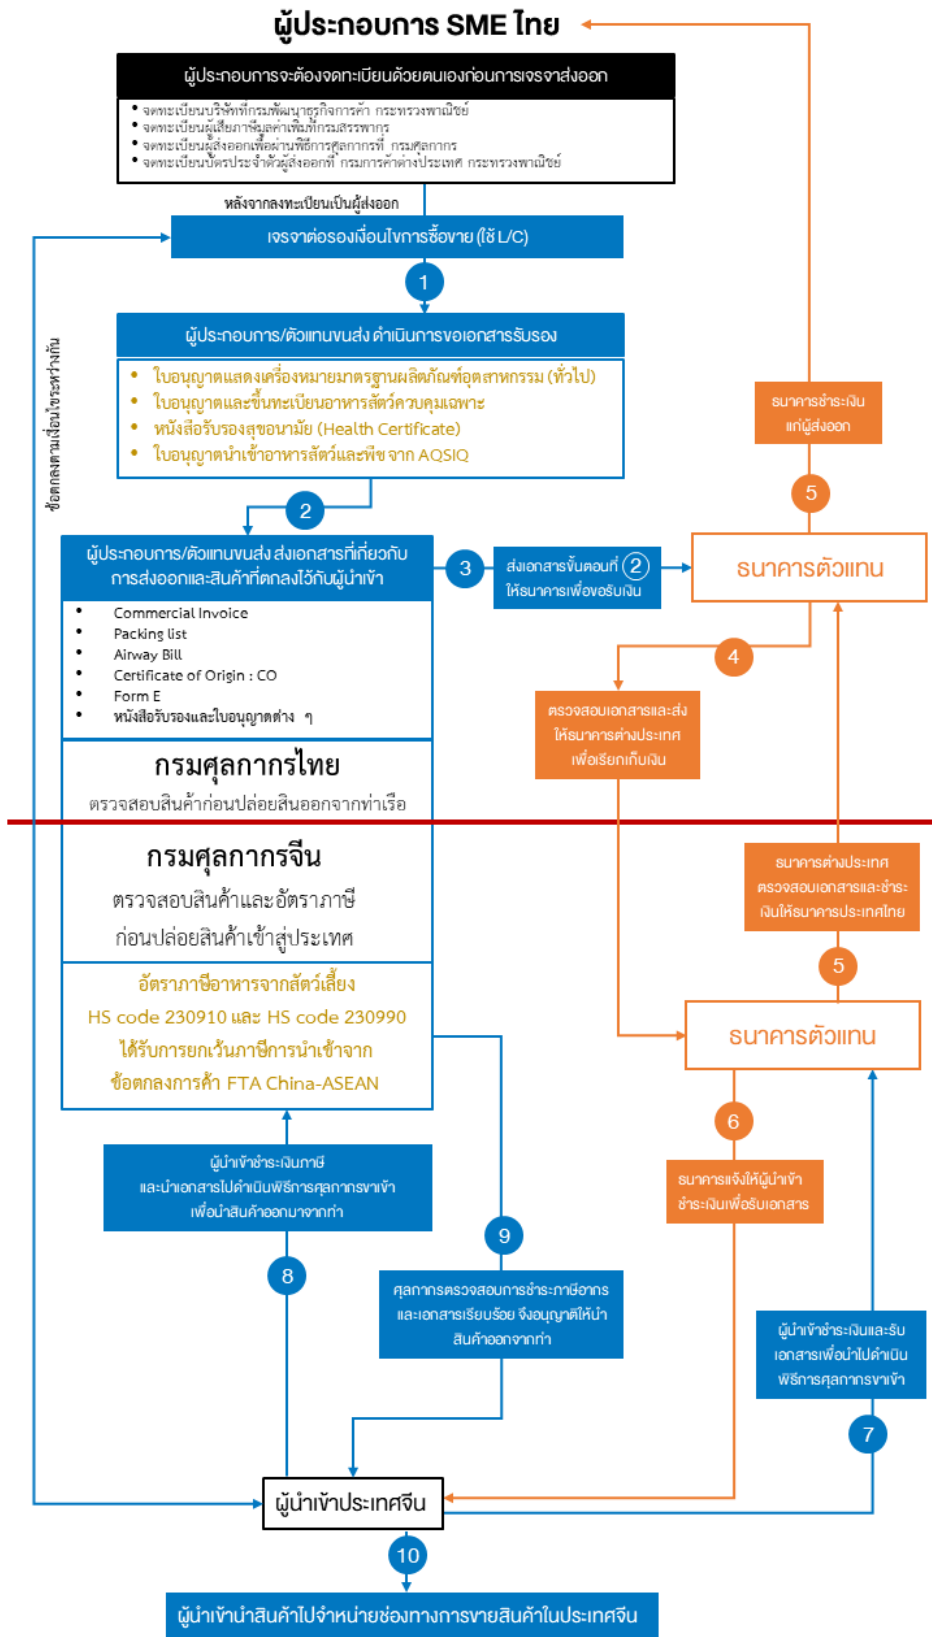 ผู้ประกอบการ SME ไทย
ผู้ประกอบการจะต้องจดทะเบียนด้วยตนเองก่อนการเจรจาส่งออก
• จดทะเบียนบริษัทที่กรมพัฒนาธุรกิจการค้า กระทรวงพาณิชย์
• จดทะเบียนผู้เสียภาษีมูลค่าเพิ่มที่กรมสรรพากร
• จดทะเบียนผู้ส่งออกเพื่อผ่านพิธีการศุลกากรที่ กรมศุลกากร
• จดทะเบียนบัตรประจำตัวผู้ส่งออกที่ กรมการค้าต่างประเทศ กระทรวงพาณิชย์
หลังจากลงทะเบียนเป็นผู้ส่งออก
เจรจาต่อรองเงื่อนไขการซื้อขาย (ใช้ L/C)
1
ข้อตกลงตามเงื่อนไขระหว่างกัน
ผู้ประกอบการ/ตัวแทนขนส่ง ดำเนินการขอเอกสารรับรอง
• ใบอนุญาตแสดงเครื่องหมายมาตรฐานผลิตภัณฑ์อุตสาหกรรม (ทั่วไป)
• ใบอนุญาตและขึ้นทะเบียนอาหารสัตว์ควบคุมเฉพาะ
• หนังสือรับรองสุขอนามัย (Health Certificate)
• ใบอนุญาตนำเข้าอาหารสัตว์และพืช จาก AQSIQ
ธนาคารชำระเงิน
แก่ผู้ส่งออก
5
2
ผู้ประกอบการ/ตัวแทนขนส่ง ส่งเอกสารที่เกี่ยวกับ
การส่งออกและสินค้าที่ตกลงไว้กับผู้นำเข้า
3
ส่งเอกสารขั้นตอนที่ 2
ให้ธนาคารเพื่อขอรับเงิน
ธนาคารตัวแทน
• Commercial Invoice
• Packing list
• Airway Bill
• Certificate of Origin : CO
• Form E
• หนังสือรับรองและใบอนุญาตต่าง ๆ
4
ตรวจสอบเอกสารและส่ง
ให้ธนาคารต่างประเทศ
เพื่อเรียกเก็บเงิน
กรมศุลกากรไทย
ตรวจสอบสินค้าก่อนปล่อยสินออกจากท่าเรือ
กรมศุลกากรจีน
ตรวจสอบสินค้าและอัตราภาษี
ก่อนปล่อยสินค้าเข้าสู่ประเทศ
ธนาคารต่างประเทศ
ตรวจสอบเอกสารและชำระ
เงินให้ธนาคารประเทศไทย
5
อัตราภาษีอาหารจากสัตว์เลี้ยง
HS code 230910 และ HS code 230990
ได้รับการยกเว้นภาษีการนำเข้าจาก
ข้อตกลงการค้า FTA China-ASEAN
ธนาคารตัวแทน
6
ธนาคารแจ้งให้ผู้นำเข้า
ชำระเงินเพื่อรับเอกสาร
ผู้นำเข้าชำระเงินภาษี
และนำเอกสารไปดำเนินพิธีการศุลกากรขาเข้า
เพื่อนำสินค้าออกมาจากท่า
8
9
ศุลกากรตรวจสอบการชำระภาษีอากร
และเอกสารเรียบร้อย จึงอนุญาติให้นำ
สินค้าออกจากท่า
ผู้นำเข้าชำระเงินและรับ
เอกสารเพื่อนำไปดำเนิน
พิธีการศุลกากรขาเข้า
7
ผู้นำเข้าประเทศจีน
10
ผู้นำเข้านำสินค้าไปจำหน่ายช่องทางการขายสินค้าในประเทศจีน